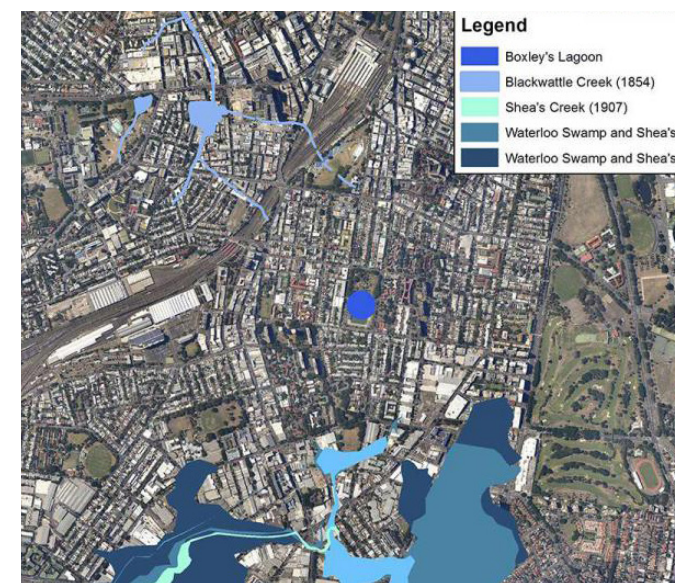 Legend
Boxley's Lagoon
Blackwattle Creek (1854)
Shea's Creek (1907)
Waterloo Swamp and Shea's
Waterloo Swamp and Shea's